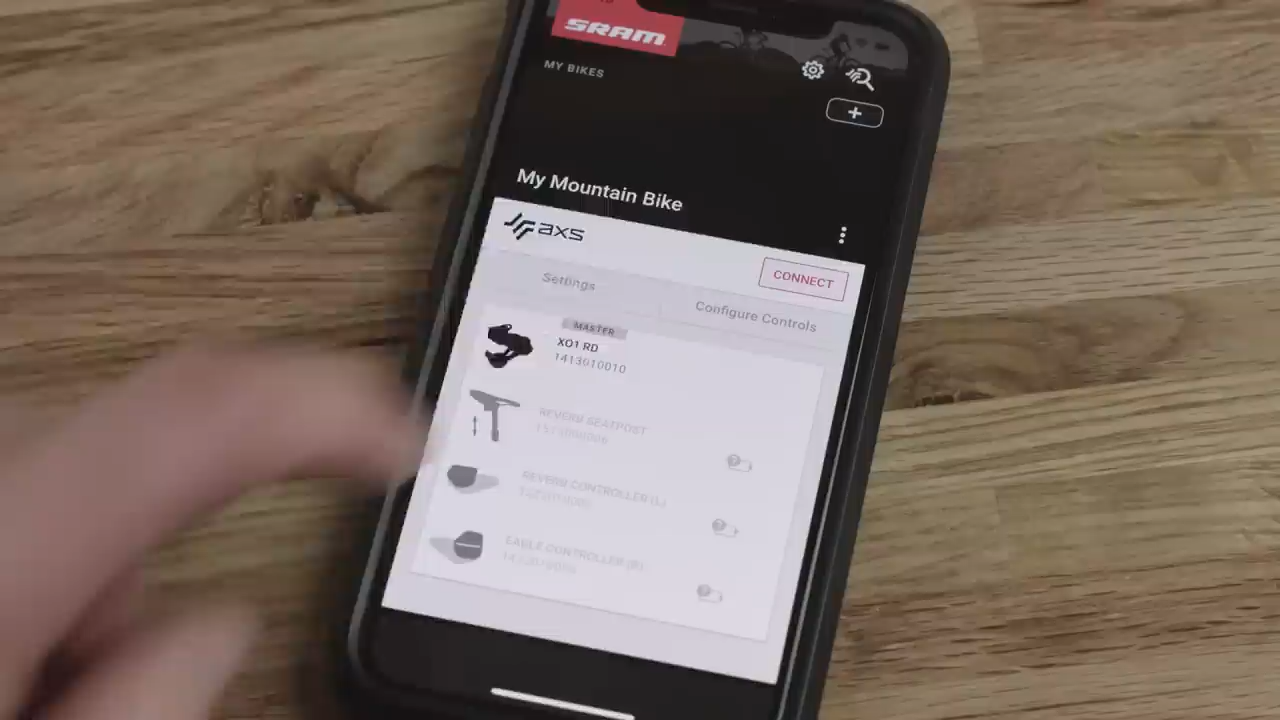 SRAM
MY BIKES
+
My Mountain Bike
axs
CONNECT
Settings
Configure Controls
MASTER
XO1 RD
1413010010
REVERB SEATPOST
REVERB CONTROLLER (L)
EAGLE CONTROLLER (R)